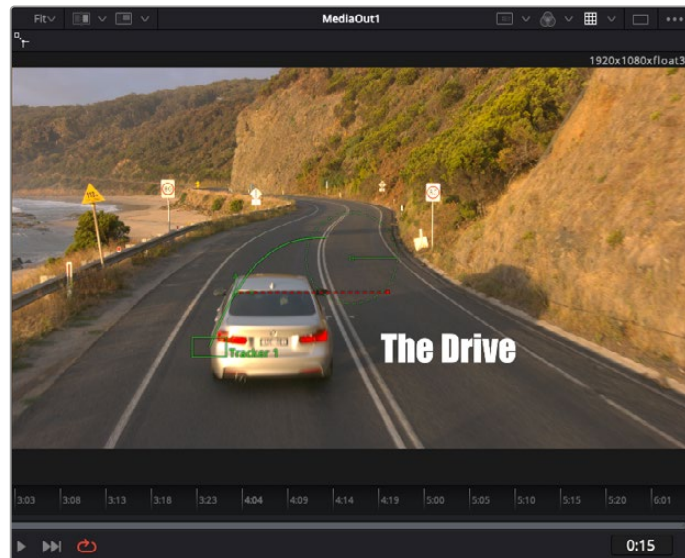 Fit
MediaOut1
1920x1080xfloat3
Tracker 1
The Drive
3:03 3:08 3:13 3:18 3:23 4:04 4:09 4:14 4:19 5:00 5:05 5:10 5:15 5:20 6:01
0:15